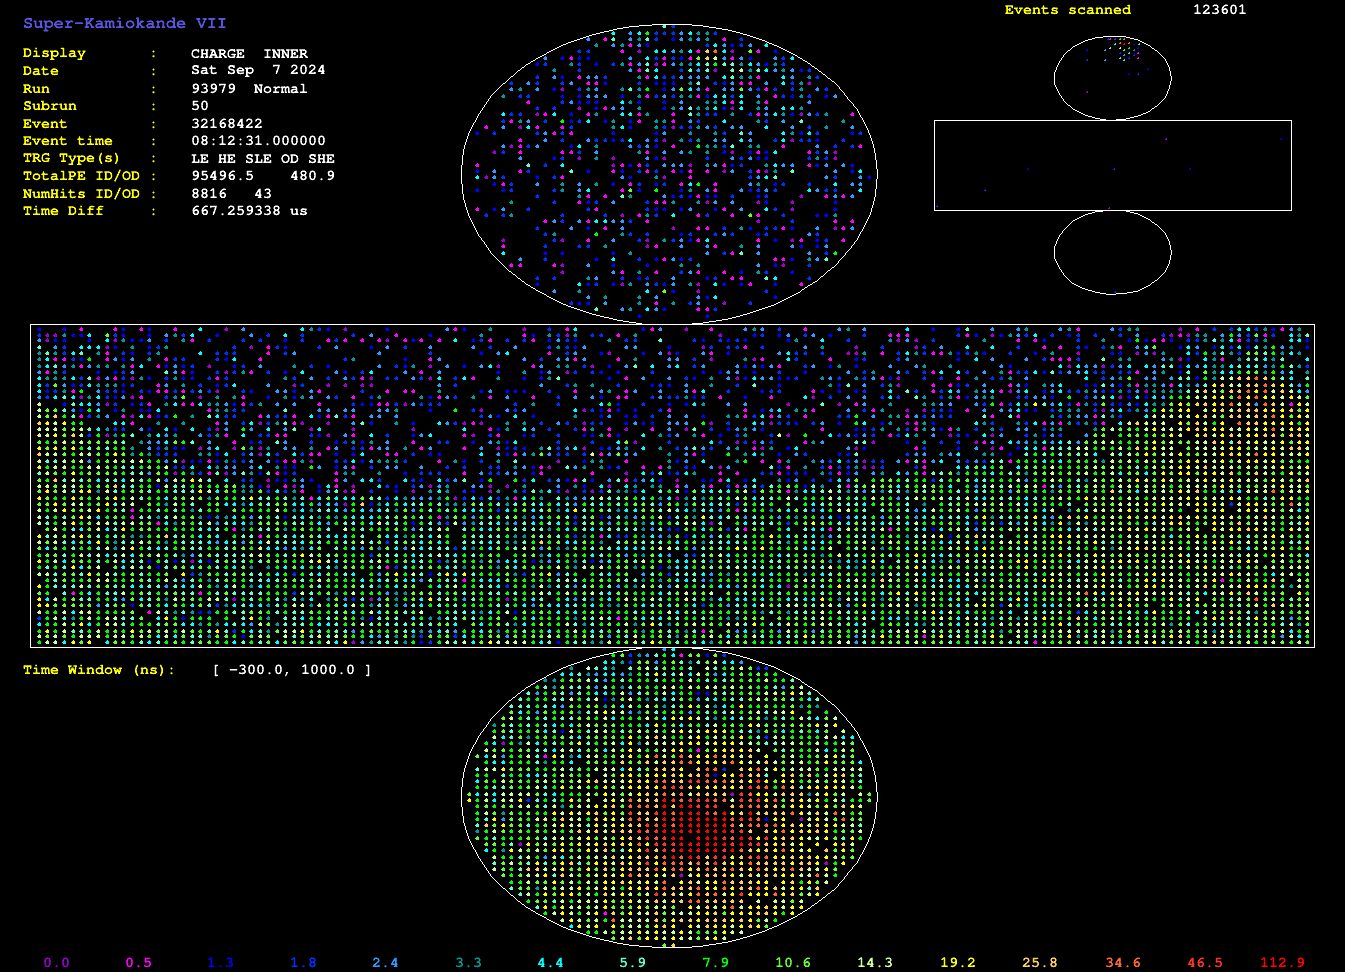 Super-Kamiokande VII
Events scanned 123601
Display : CHARGE INNER
Date : Sat Sep 7 2024
Run : 93979 Normal
Subrun : 50
Event : 32168422
Event time : 08:12:31.000000
TRG Type(s) : LE HE SLE OD SHE
TotalPE ID/OD : 95496.5 480.9
NumHits ID/OD : 8816 43
Time Diff : 667.259338 us
Time Window (ns): [ -300.0, 1000.0 ]
0.0 0.5 1.3 1.8 2.4 3.3 4.4 5.9 7.9 10.6 14.3 19.2 25.8 34.6 46.5 112.9